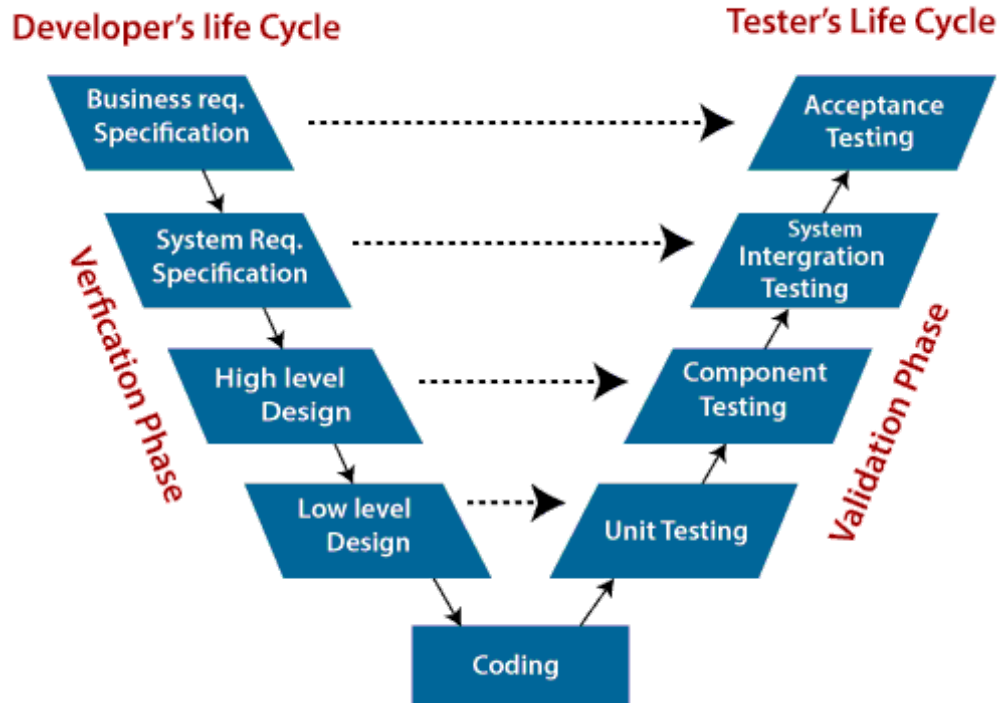 Developer's life Cycle
Tester's Life Cycle
Business req.
Specification
Acceptance
Testing
System Req.
Specification
System
Intergration
Testing
Verfication Phase
High level
Design
Component
Testing
Validation Phase
Low level
Design
Unit Testing
Coding